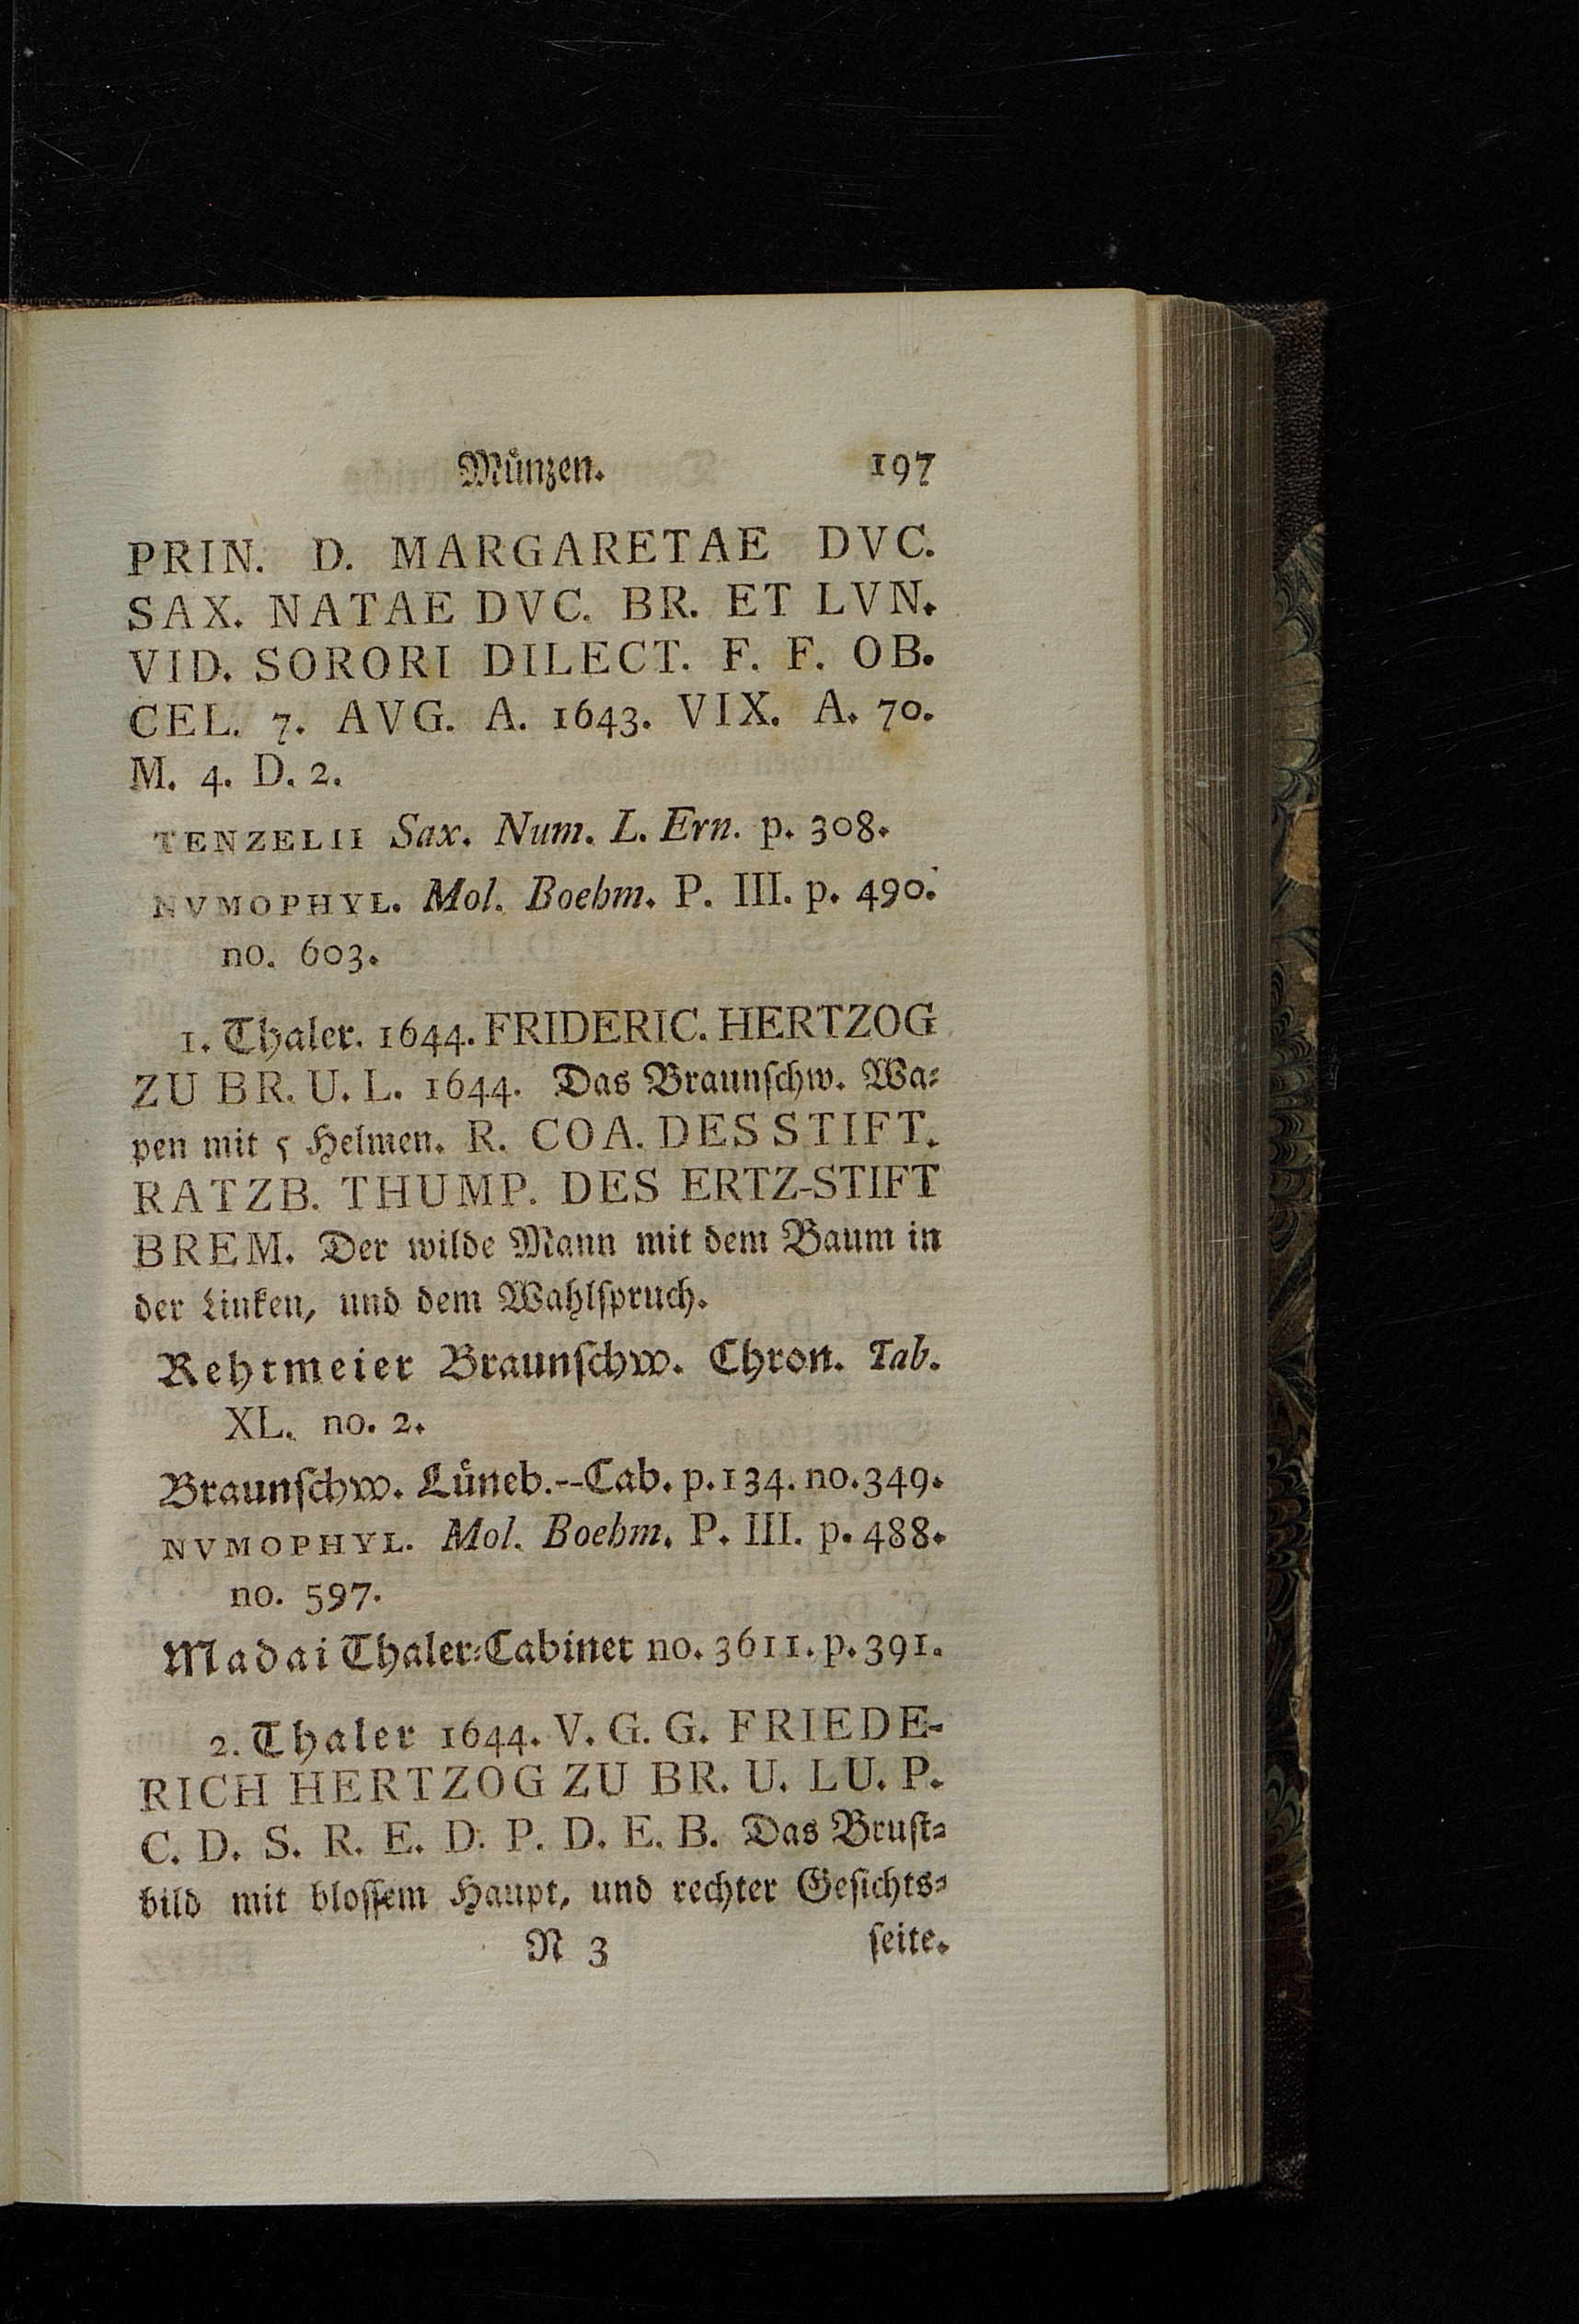 Münzen. 197
PRIN. D. MARGARETAE DVC.
SAX. NATAE DVC. BR. ET LVN.
VID. SORORI DILECT. F. F. OB.
CEL. 7. AVG. A. 1643. VIX. A. 70.
M. 4. D. 2.
TENZELII Sax. Num. L. Ern. p. 308.
NVMOPHYL. Mol. Boehm. P. III. p. 490.
no. 603.
1. Thaler. 1644. FRIDERIC. HERTZOG
ZU BR. U. L. 1644. Das Braunſchw. Wa⸗
pen mit 5 Helmen. R. COA. DES STIFT.
RATZB. THUMP. DES ERTZ-STIFT
BREM. Der wilde Mann mit dem Baum in
der Linken, und dem Wahlſpruch.
Rehtmeier Braunſchw. Chron. Tab.
XL. no. 2.
Braunſchw. Lüneb.--Cab. p. 134. no. 349.
NVMOPHYL. Mol. Boehm. P. III. p. 488.
no. 597.
Madai Thaler⸗Cabinet no. 3611. p. 391.
2. Thaler 1644. V. G. G. FRIEDE-
RICH HERTZOG ZU BR. U. LU. P.
C. D. S. R. E. D. P. D. E. B. Das Bruſt⸗
bild mit bloſſem Haupt, und rechter Geſichts⸗
N 3 ſeite.